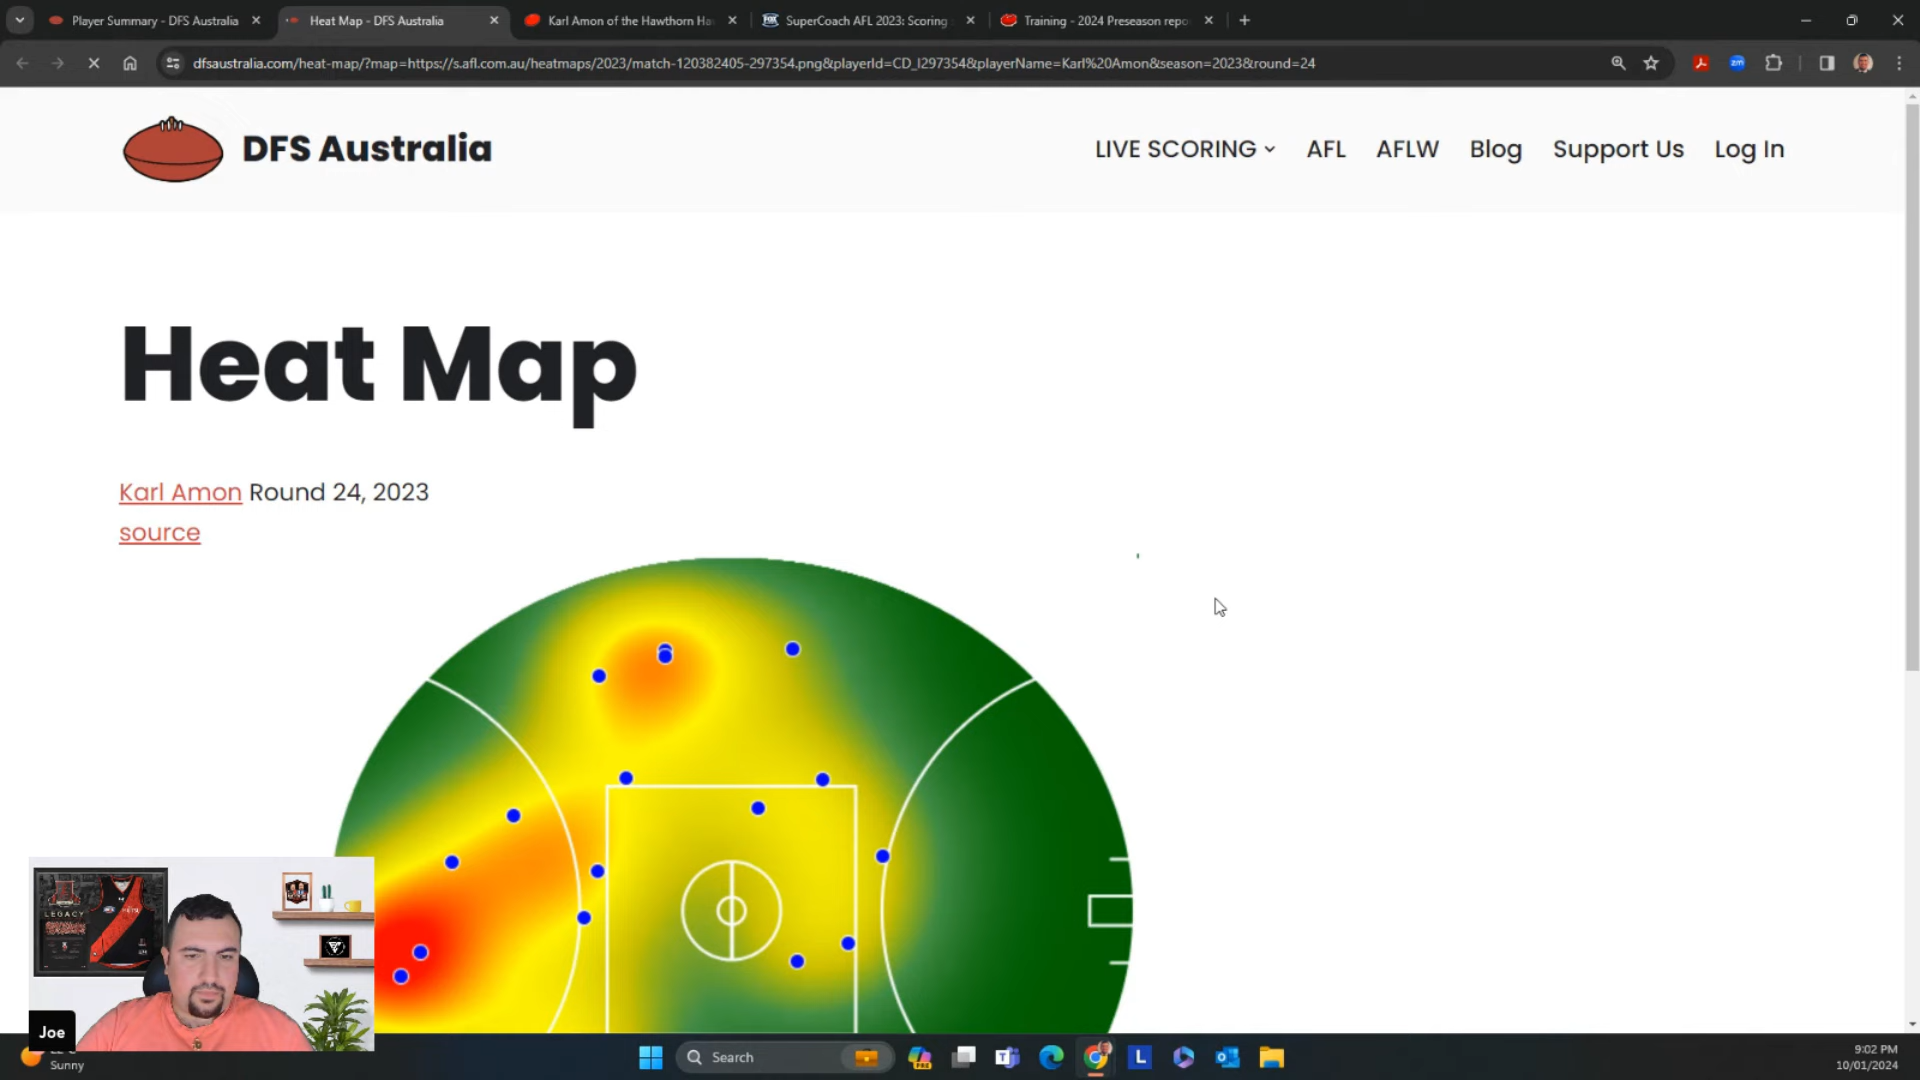 Player Summary - DFS Australia
Heat Map - DFS Australia
Karl Amon of the Hawthorn Ha
SuperCoach AFL 2023: Scoring
Training - 2024 Preseason repo
dfsaustralia.com/heat-map/?map=https://s.afl.com.au/heatmaps/2023/match-120382405-297354.png&playerId=CD_I297354&playerName=Karl%20Amon&season=2023&round=24
zm
DFS Australia
LIVE SCORING
AFL
AFLW
Blog
Support Us
Log In
Heat Map
Karl Amon Round 24, 2023
source
LEGACY
Joe
Sunny
Search
PRE
L
9:02 PM
10/01/2024